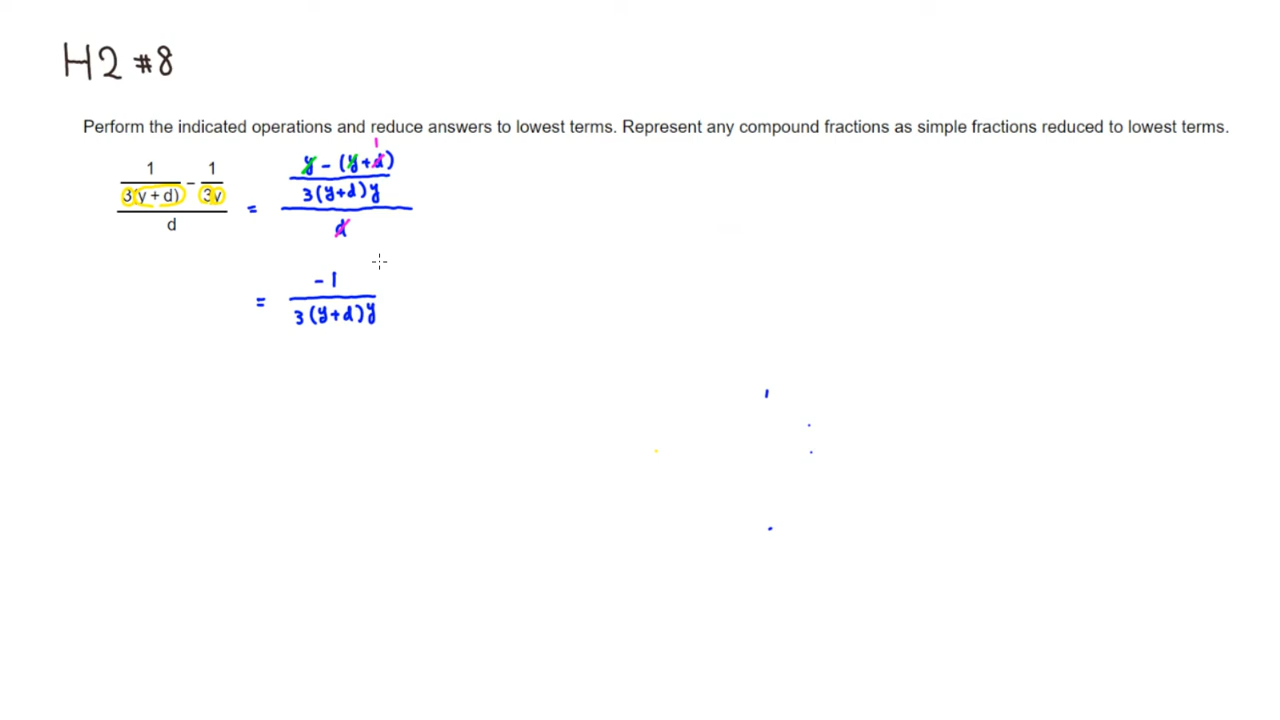 H2 #8
Perform the indicated operations and reduce answers to lowest terms. Represent any compound fractions as simple fractions reduced to lowest terms.
1 1 1
3(y + d) - 3y = y - (y+d)
d 3(y+d)y
d
= -1
3(y+d)y